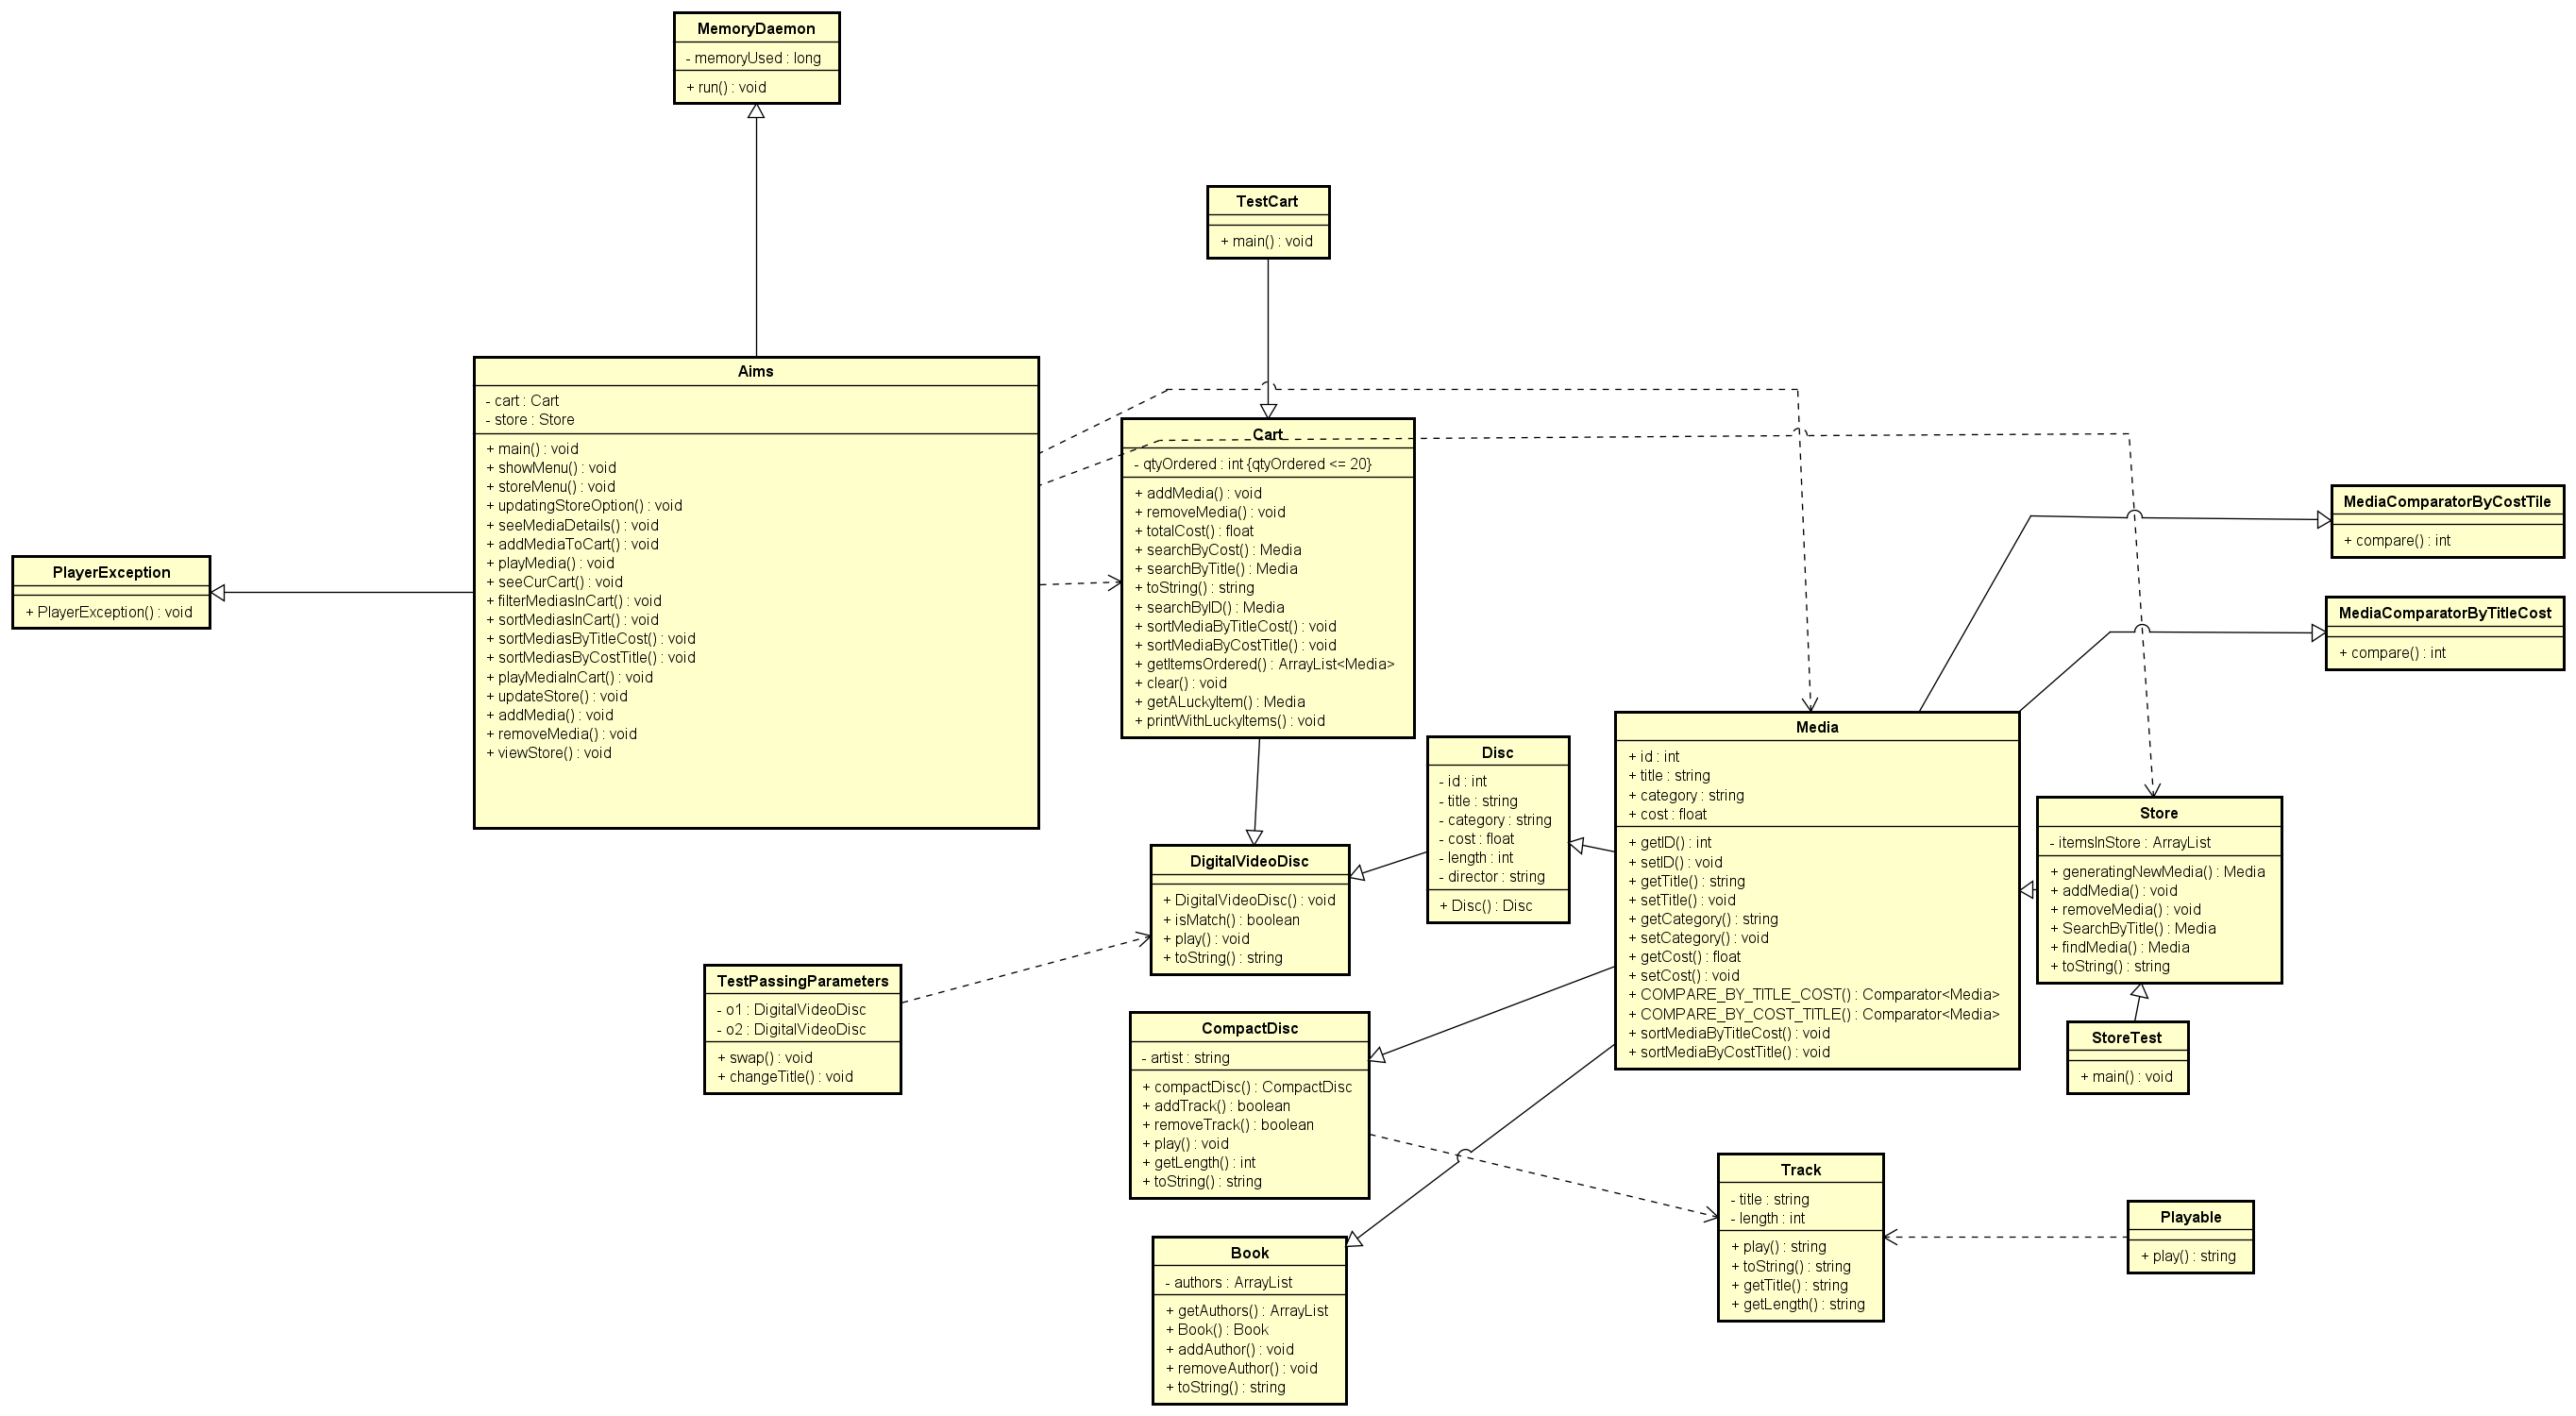 MemoryDaemon
- memoryUsed : long
+ run() : void
TestCart
+ main() : void
Aims
- cart : Cart
- store : Store
+ main() : void
+ showMenu() : void
+ storeMenu() : void
+ updatingStoreOption() : void
+ seeMediaDetails() : void
+ addMediaToCart() : void
+ playMedia() : void
+ seeCurCart() : void
+ filterMediasInCart() : void
+ sortMediasInCart() : void
+ sortMediasByTitleCost() : void
+ sortMediasByCostTitle() : void
+ playMediaInCart() : void
+ updateStore() : void
+ addMedia() : void
+ removeMedia() : void
+ viewStore() : void
PlayerException
+ PlayerException() : void
Cart
- qtyOrdered : int {qtyOrdered <= 20}
+ addMedia() : void
+ removeMedia() : void
+ totalCost() : float
+ searchByCost() : Media
+ searchByTitle() : Media
+ toString() : string
+ searchByID() : Media
+ sortMediaByTitleCost() : void
+ sortMediaByCostTitle() : void
+ getItemsOrdered() : ArrayList<Media>
+ clear() : void
+ getALuckyItem() : Media
+ printWithLuckyItems() : void
MediaComparatorByCostTile
+ compare() : int
MediaComparatorByTitleCost
+ compare() : int
Disc
- id : int
- title : string
- category : string
- cost : float
- length : int
- director : string
+ Disc() : Disc
Media
+ id : int
+ title : string
+ category : string
+ cost : float
+ getID() : int
+ setID() : void
+ getTitle() : string
+ setTitle() : void
+ getCategory() : string
+ setCategory() : void
+ getCost() : float
+ setCost() : void
+ COMPARE_BY_TITLE_COST() : Comparator<Media>
+ COMPARE_BY_COST_TITLE() : Comparator<Media>
+ sortMediaByTitleCost() : void
+ sortMediaByCostTitle() : void
Store
- itemsInStore : ArrayList
+ generatingNewMedia() : Media
+ addMedia() : void
+ removeMedia() : void
+ SearchByTitle() : Media
+ findMedia() : Media
+ toString() : string
DigitalVideoDisc
+ DigitalVideoDisc() : void
+ isMatch() : boolean
+ play() : void
+ toString() : string
TestPassingParameters
- o1 : DigitalVideoDisc
- o2 : DigitalVideoDisc
+ swap() : void
+ changeTitle() : void
CompactDisc
- artist : string
+ compactDisc() : CompactDisc
+ addTrack() : boolean
+ removeTrack() : boolean
+ play() : void
+ getLength() : int
+ toString() : string
StoreTest
+ main() : void
Track
- title : string
- length : int
+ play() : string
+ toString() : string
+ getTitle() : string
+ getLength() : string
Playable
+ play() : string
Book
- authors : ArrayList
+ getAuthors() : ArrayList
+ Book() : Book
+ addAuthor() : void
+ removeAuthor() : void
+ toString() : string